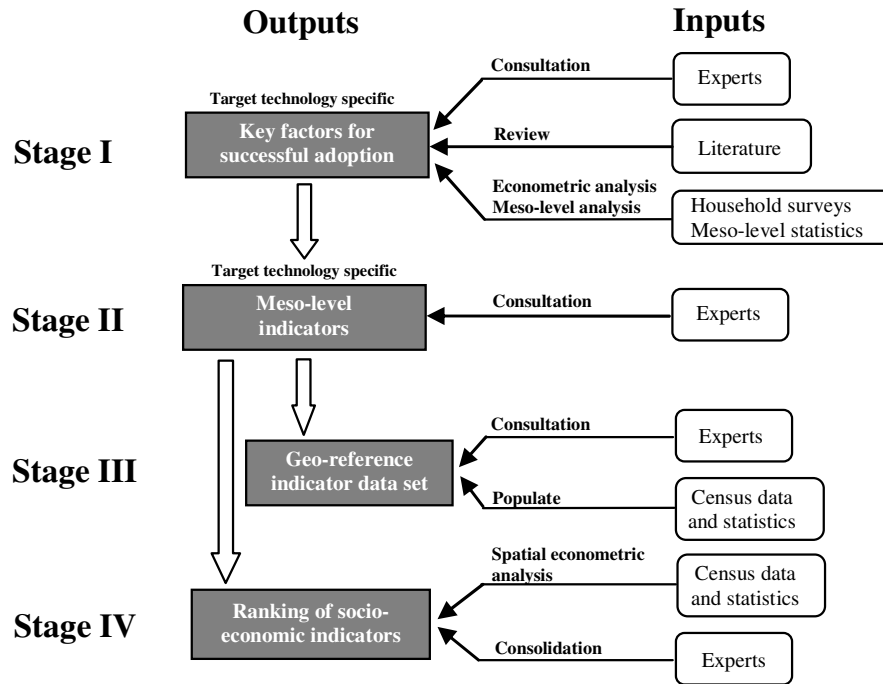 Outputs
Inputs
Consultation
Experts
Target technology specific
Stage I
Key factors for
successful adoption
Review
Literature
Econometric analysis
Meso-level analysis
Household surveys
Meso-level statistics
Target technology specific
Stage II
Meso-level
indicators
Consultation
Experts
Stage III
Geo-reference
indicator data set
Consultation
Experts
Populate
Census data
and statistics
Stage IV
Ranking of socio-
economic indicators
Spatial econometric
analysis
Census data
and statistics
Consolidation
Experts